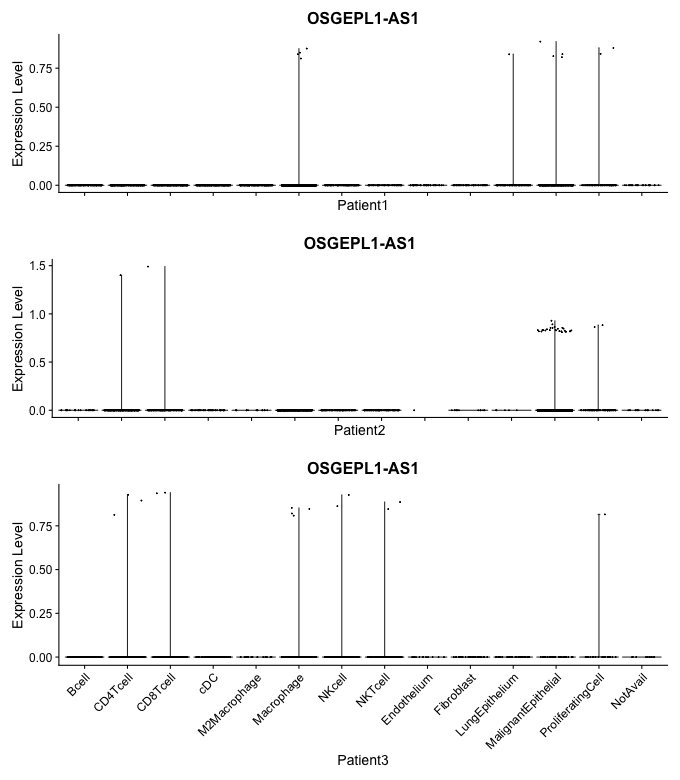 OSGEPL1-AS1
Expression Level
0.75
0.50
0.25
0.00
Patient1
OSGEPL1-AS1
Expression Level
1.5
1.0
0.5
0.0
Patient2
OSGEPL1-AS1
Expression Level
0.75
0.50
0.25
0.00
Bcell
CD4Tcell
CD8Tcell
cDC
M2Macrophage
Macrophage
NKcell
NKTcell
Endothelium
Fibroblast
LungEpithelium
MalignantEpithelial
ProliferatingCell
NotAvail
Patient3